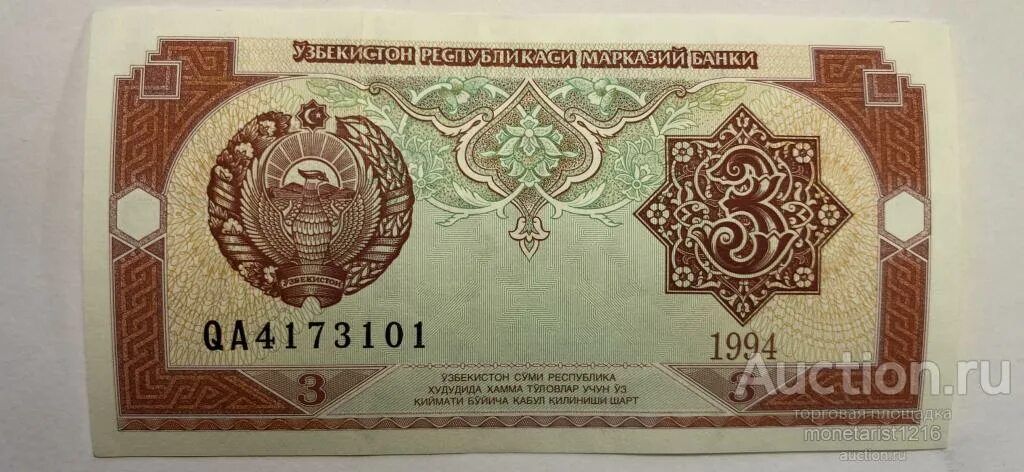 ЎЗБЕКИСТОН РЕСПУБЛИКАСИ МАРКАЗИЙ БАНКИ
3
ЎЗБЕКИСТОН
QA4173101
1994
3
3
ЎЗБЕКИСТОН СЎМИ РЕСПУБЛИКА
ХУДУДИДА ХАММА ТЎЛОВЛАР УЧУН ЎЗ
ҚИЙМАТИ БЎЙИЧА ҚАБУЛ ҚИЛИНИШИ ШАРТ
Auction.ru
торговая площадка
monetarist1216
auction.ru